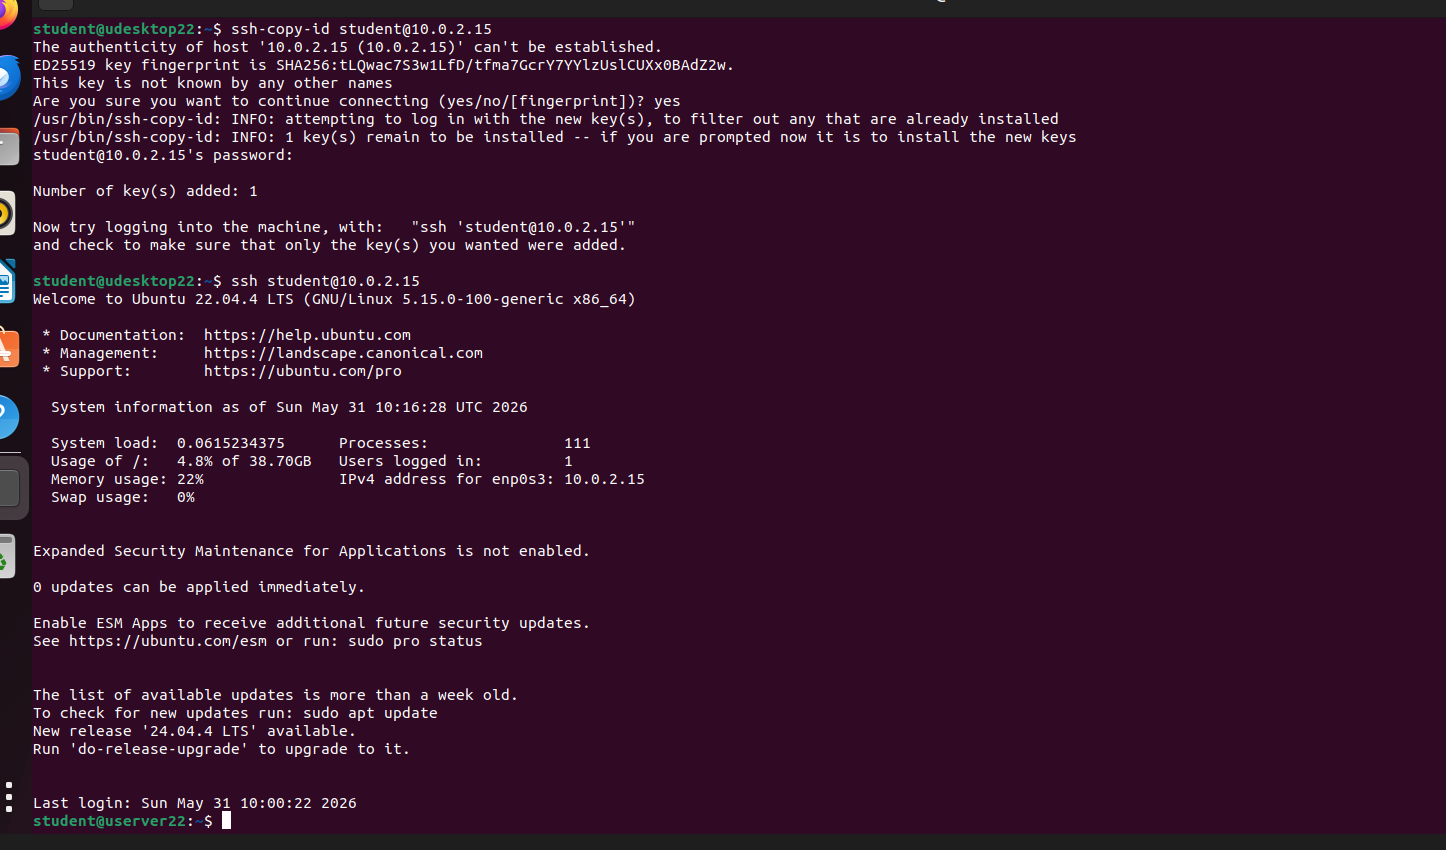 student@udesktop22:~$ ssh-copy-id student@10.0.2.15
The authenticity of host '10.0.2.15 (10.0.2.15)' can't be established.
ED25519 key fingerprint is SHA256:tLQwac7S3w1LfD/tfma7GcrY7YYlzUslCUXx0BAdZ2w.
This key is not known by any other names
Are you sure you want to continue connecting (yes/no/[fingerprint])? yes
/usr/bin/ssh-copy-id: INFO: attempting to log in with the new key(s), to filter out any that are already installed
/usr/bin/ssh-copy-id: INFO: 1 key(s) remain to be installed -- if you are prompted now it is to install the new keys
student@10.0.2.15's password:
Number of key(s) added: 1
Now try logging into the machine, with:   "ssh 'student@10.0.2.15'"
and check to make sure that only the key(s) you wanted were added.
student@udesktop22:~$ ssh student@10.0.2.15
Welcome to Ubuntu 22.04.4 LTS (GNU/Linux 5.15.0-100-generic x86_64)
 * Documentation:  https://help.ubuntu.com
 * Management:     https://landscape.canonical.com
 * Support:        https://ubuntu.com/pro
  System information as of Sun May 31 10:16:28 UTC 2026
  System load:  0.0615234375      Processes:               111
  Usage of /:   4.8% of 38.70GB   Users logged in:         1
  Memory usage: 22%               IPv4 address for enp0s3: 10.0.2.15
  Swap usage:   0%
Expanded Security Maintenance for Applications is not enabled.
0 updates can be applied immediately.
Enable ESM Apps to receive additional future security updates.
See https://ubuntu.com/esm or run: sudo pro status
The list of available updates is more than a week old.
To check for new updates run: sudo apt update
New release '24.04.4 LTS' available.
Run 'do-release-upgrade' to upgrade to it.
Last login: Sun May 31 10:00:22 2026
student@userver22:~$